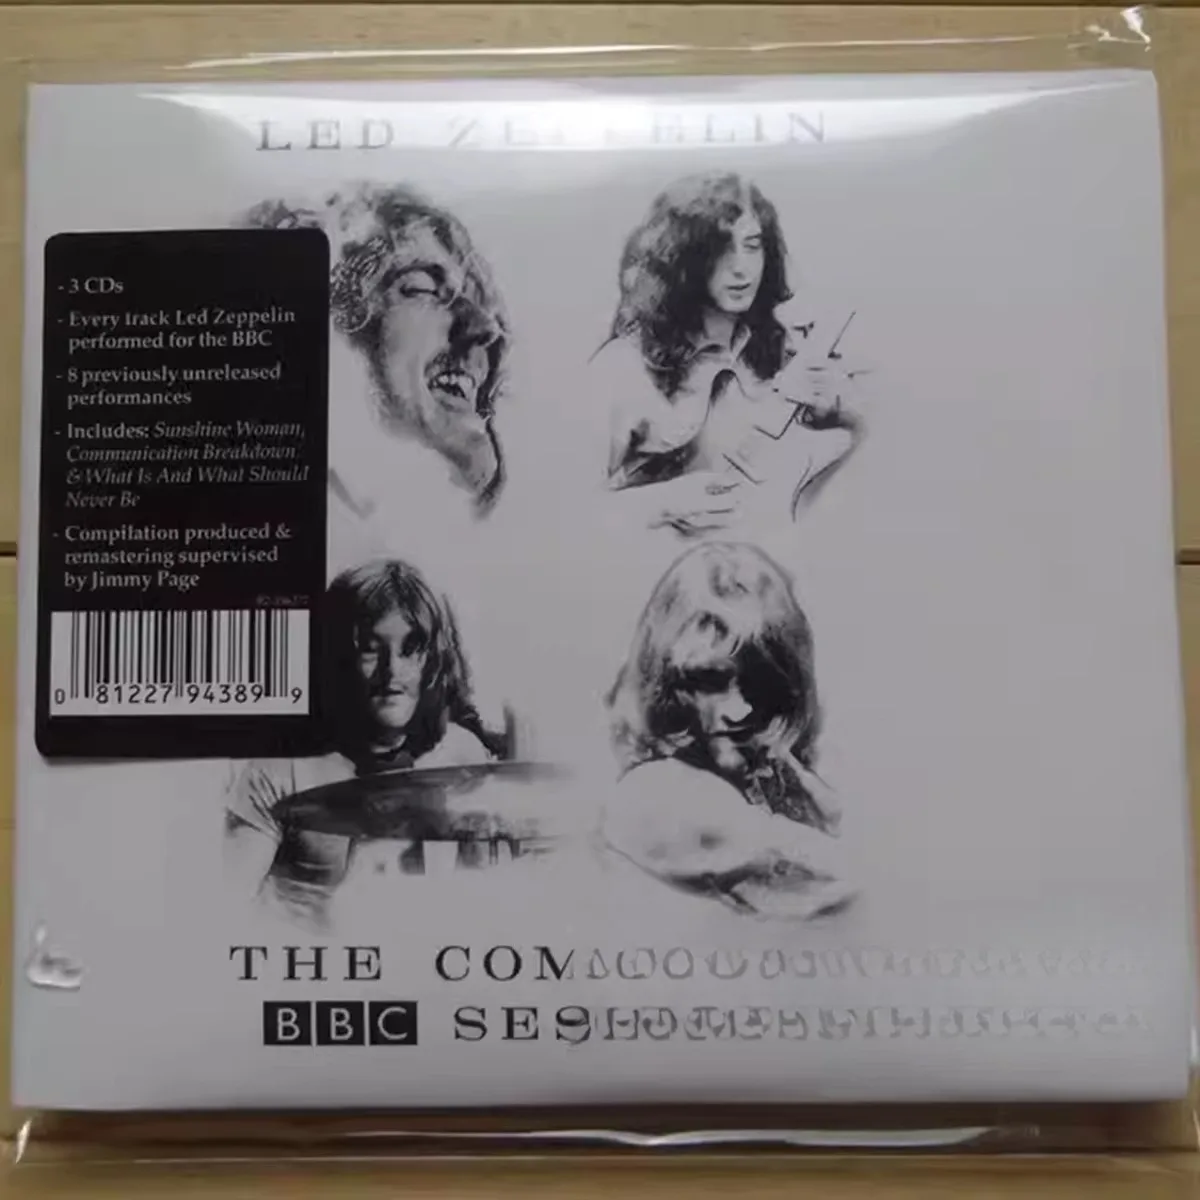 LED ZEPPELIN
- 3 CDs
- Every track Led Zeppelin
performed for the BBC
- 8 previously unreleased
performances
- Includes: Sunshine Woman,
Communication Breakdown
& What Is And What Should
Never Be
- Compilation produced &
remastering supervised
by Jimmy Page
0 81227 94389 9
THE COM
BBC SES